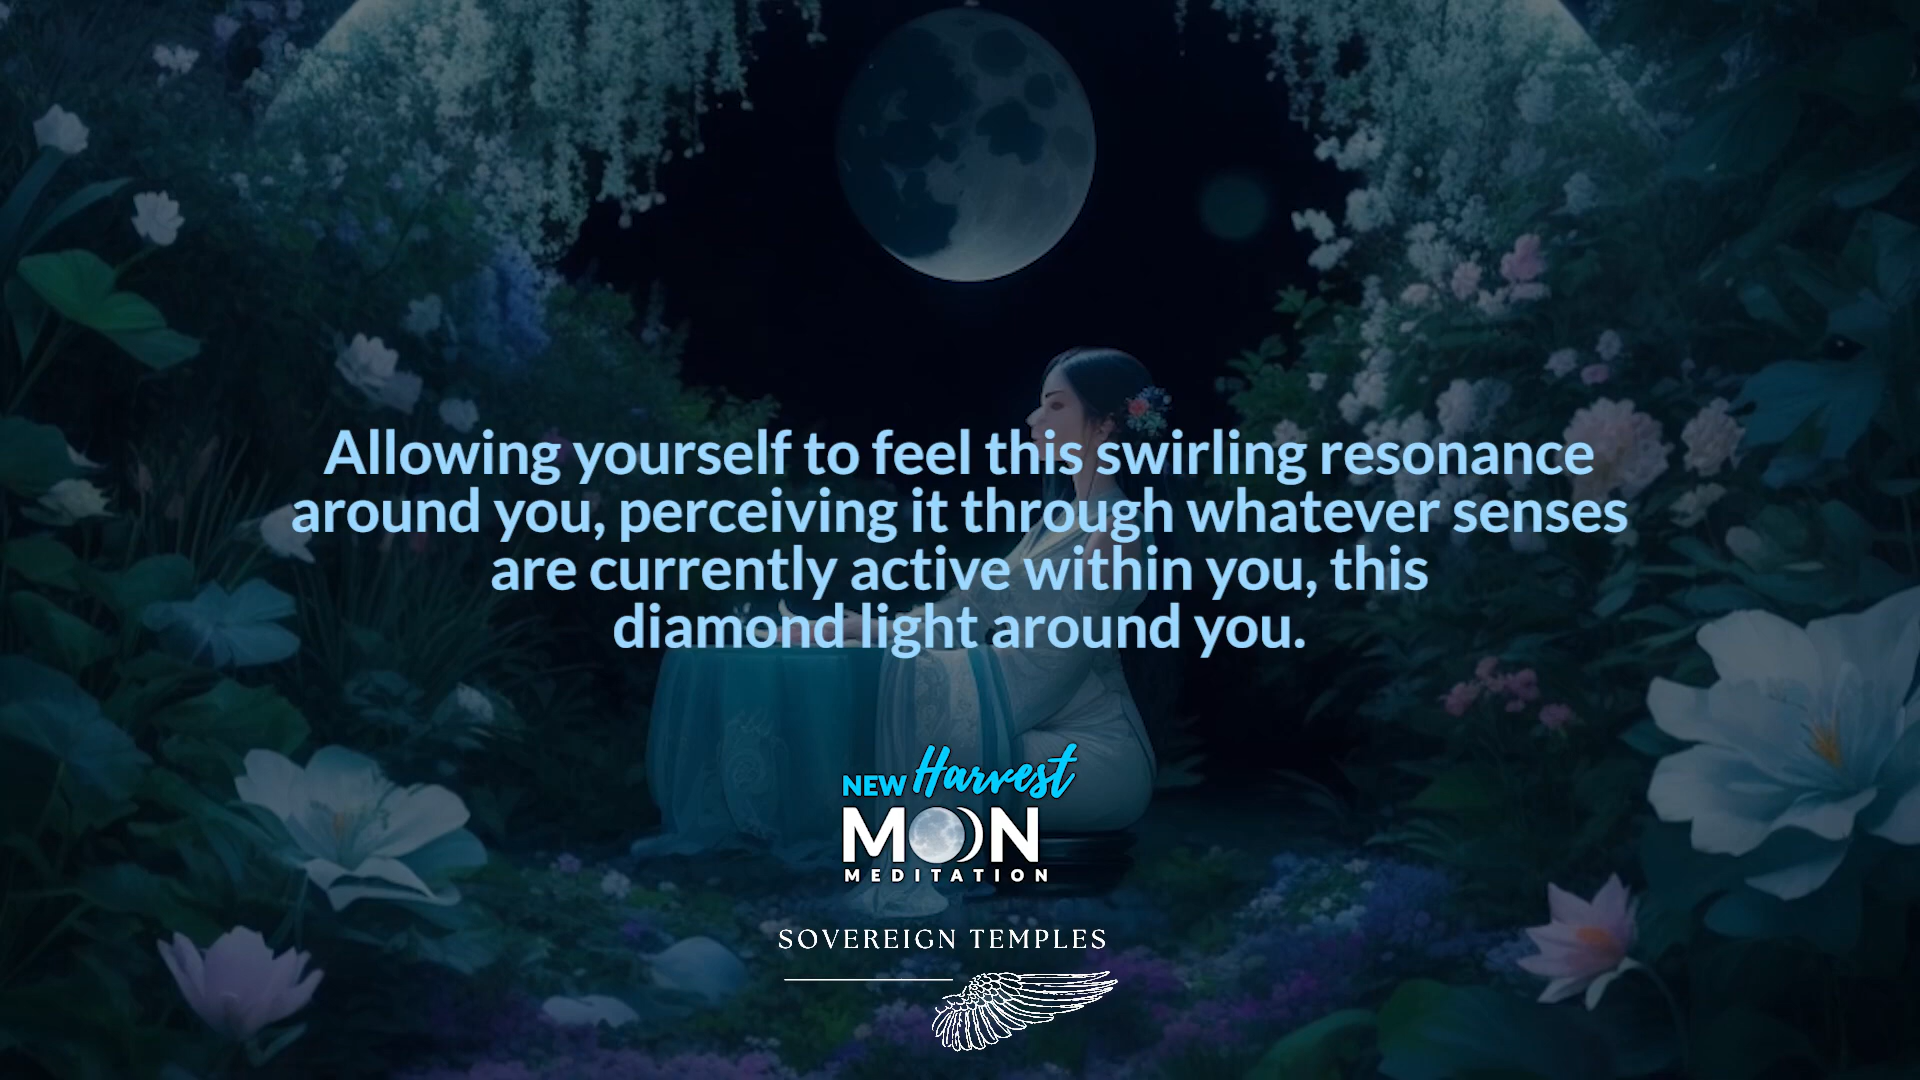 Allowing yourself to feel this swirling resonance
around you, perceiving it through whatever senses
are currently active within you, this
diamond light around you.
NEW Harvest
MOON
MEDITATION
SOVEREIGN TEMPLES